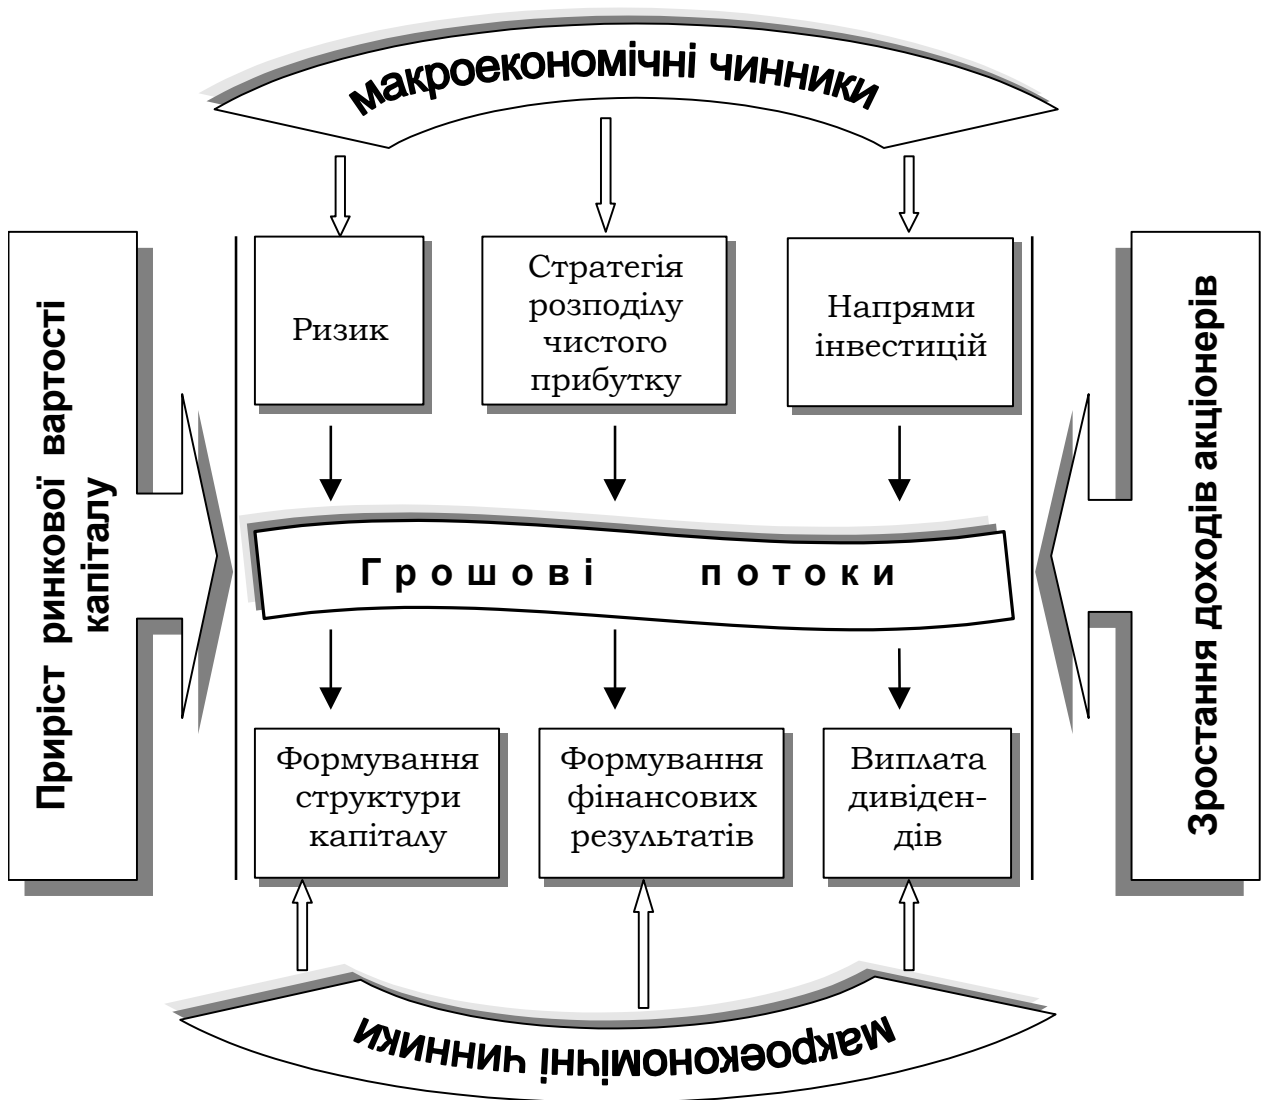 макроекономічні чинники
Приріст ринкової вартості
капіталу
Ризик
Стратегія
розподілу
чистого
прибутку
Напрями
інвестицій
Зростання доходів акціонерів
Грошові потоки
Формування
структури
капіталу
Формування
фінансових
результатів
Виплата
дивіден-
дів
макроекономічні чинники